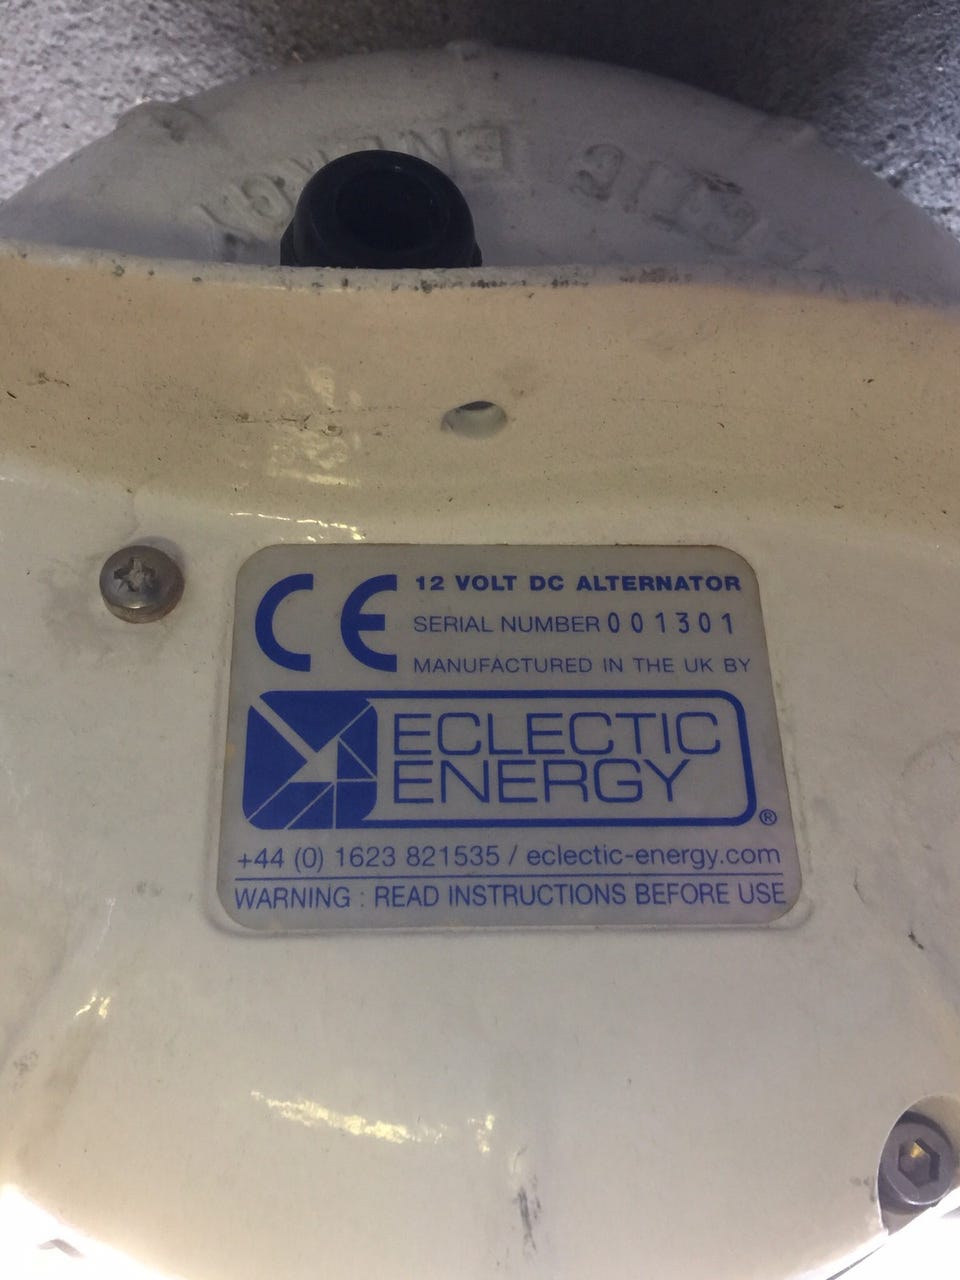 ENERGY
CE 12 VOLT DC ALTERNATOR
SERIAL NUMBER 001301
MANUFACTURED IN THE UK BY
ECLECTIC
ENERGY
®
+44 (0) 1623 821535 / eclectic-energy.com
WARNING : READ INSTRUCTIONS BEFORE USE